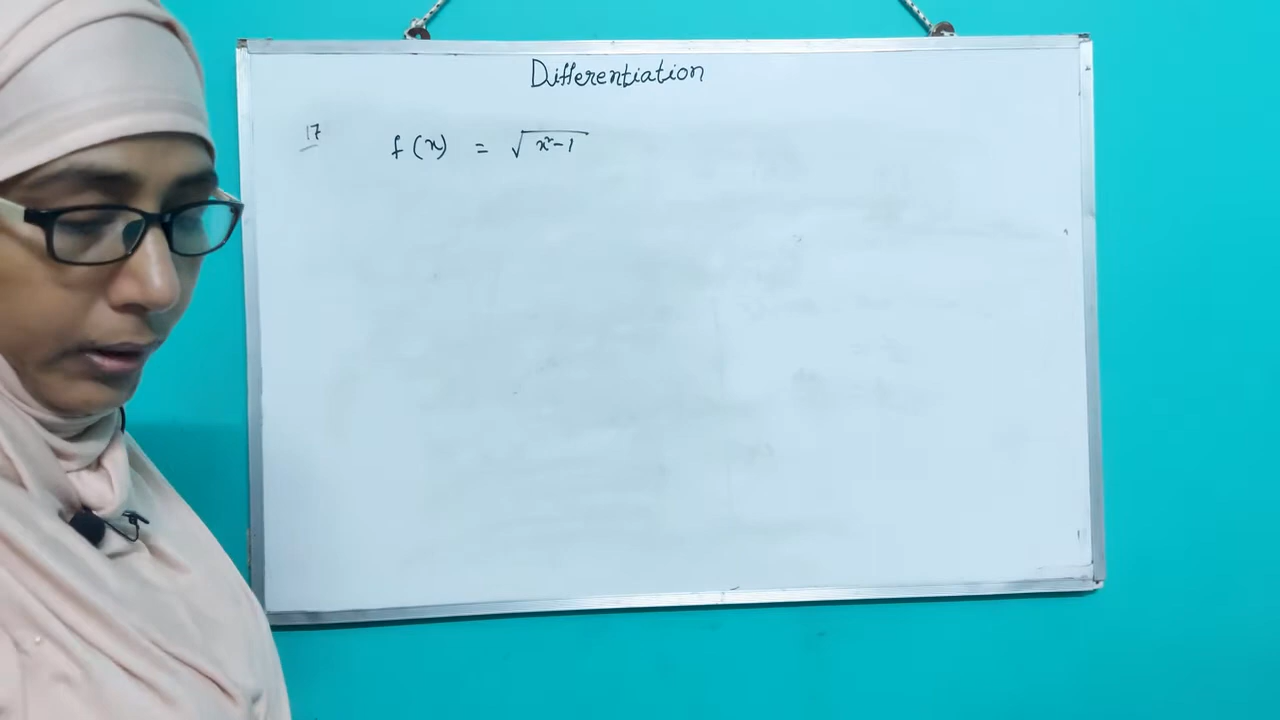 Differentiation
17 f(x) = √(x²-1)